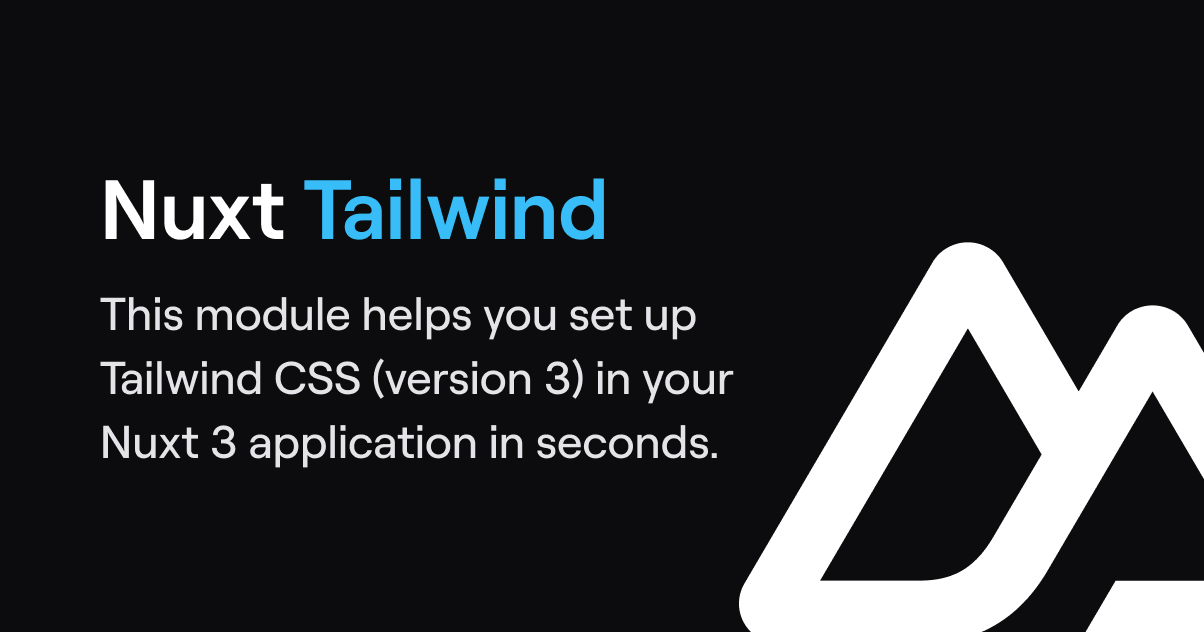 Nuxt Tailwind
This module helps you set up
Tailwind CSS (version 3) in your
Nuxt 3 application in seconds.